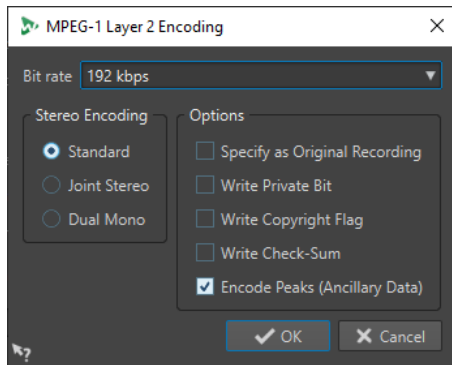 MPEG-1 Layer 2 Encoding
Bit rate 192 kbps
Stereo Encoding
Standard
Joint Stereo
Dual Mono
Options
Specify as Original Recording
Write Private Bit
Write Copyright Flag
Write Check-Sum
Encode Peaks (Ancillary Data)
OK
Cancel
?